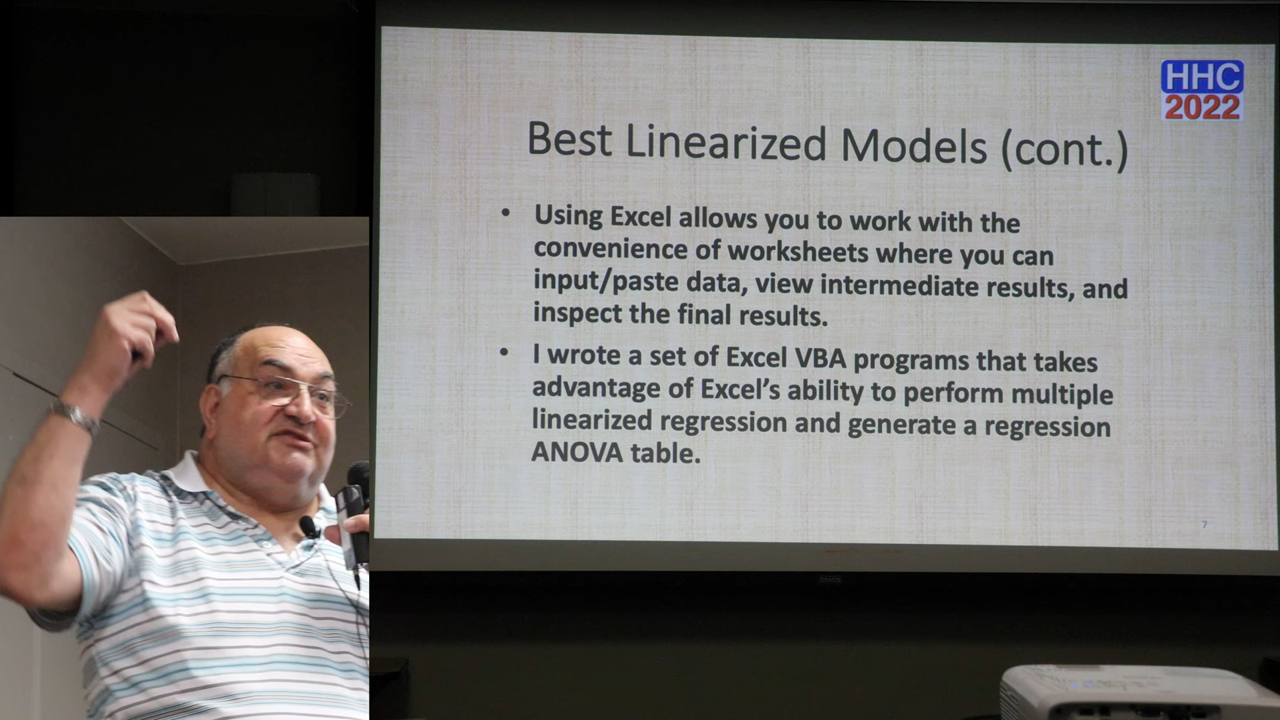 HHC
2022
Best Linearized Models (cont.)
• Using Excel allows you to work with the
convenience of worksheets where you can
input/paste data, view intermediate results, and
inspect the final results.
• I wrote a set of Excel VBA programs that takes
advantage of Excel’s ability to perform multiple
linearized regression and generate a regression
ANOVA table.
7